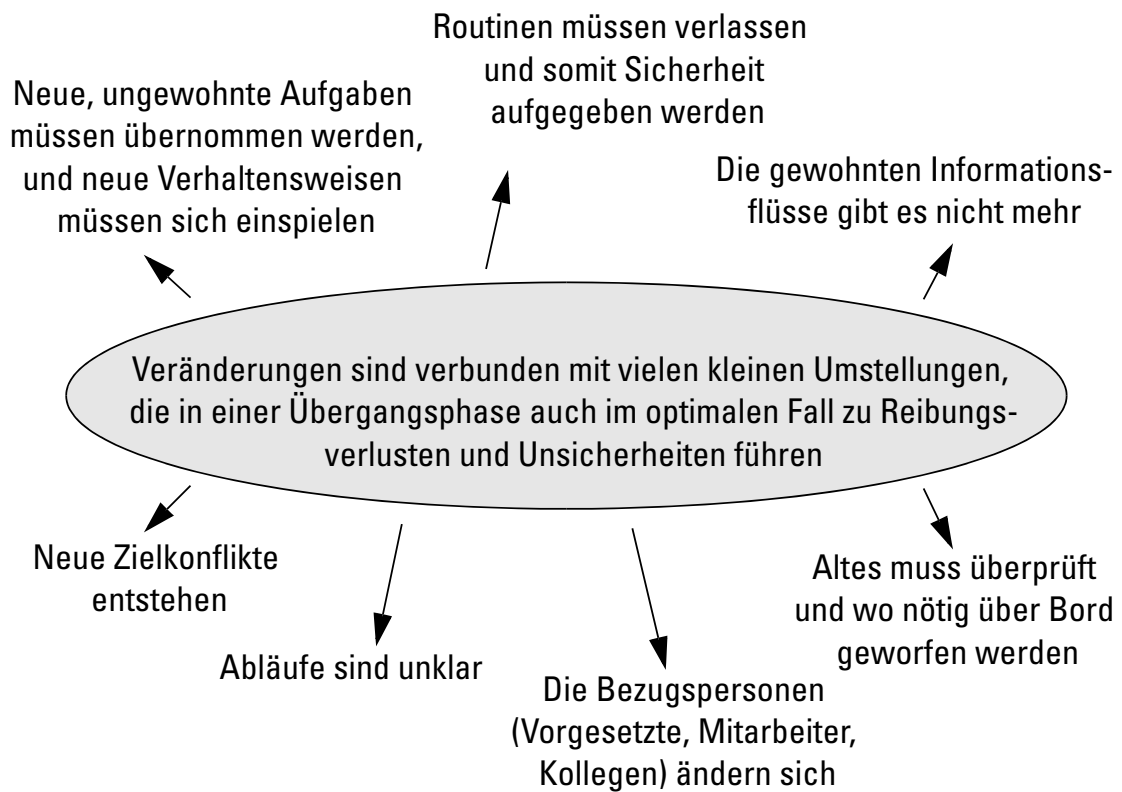 Routinen müssen verlassen
und somit Sicherheit
aufgegeben werden
Neue, ungewohnte Aufgaben
müssen übernommen werden,
und neue Verhaltensweisen
müssen sich einspielen
Die gewohnten Informations-
flüsse gibt es nicht mehr
Veränderungen sind verbunden mit vielen kleinen Umstellungen,
die in einer Übergangsphase auch im optimalen Fall zu Reibungs-
verlusten und Unsicherheiten führen
Neue Zielkonflikte
entstehen
Abläufe sind unklar
Die Bezugspersonen
(Vorgesetzte, Mitarbeiter,
Kollegen) ändern sich
Altes muss überprüft
und wo nötig über Bord
geworfen werden